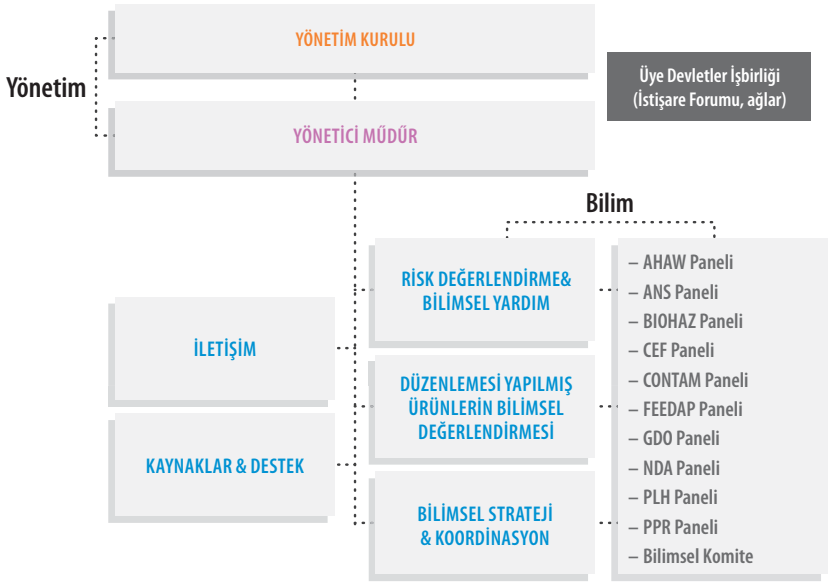 YÖNETİM KURULU
Üye Devletler İşbirliği
(İstişare Forumu, ağlar)
Yönetim
YÖNETİCİ MŰDŰR
Bilim
RİSK DEĞERLENDİRME&
BİLİMSEL YARDIM
– AHAW Paneli
– ANS Paneli
– BIOHAZ Paneli
– CEF Paneli
– CONTAM Paneli
– FEEDAP Paneli
– GDO Paneli
– NDA Paneli
– PLH Paneli
– PPR Paneli
– Bilimsel Komite
İLETİŞİM
DÜZENLEMESİ YAPILMIŞ
ÜRÜNLERİN BİLİMSEL
DEĞERLENDİRMESİ
KAYNAKLAR & DESTEK
BİLİMSEL STRATEJİ
& KOORDİNASYON